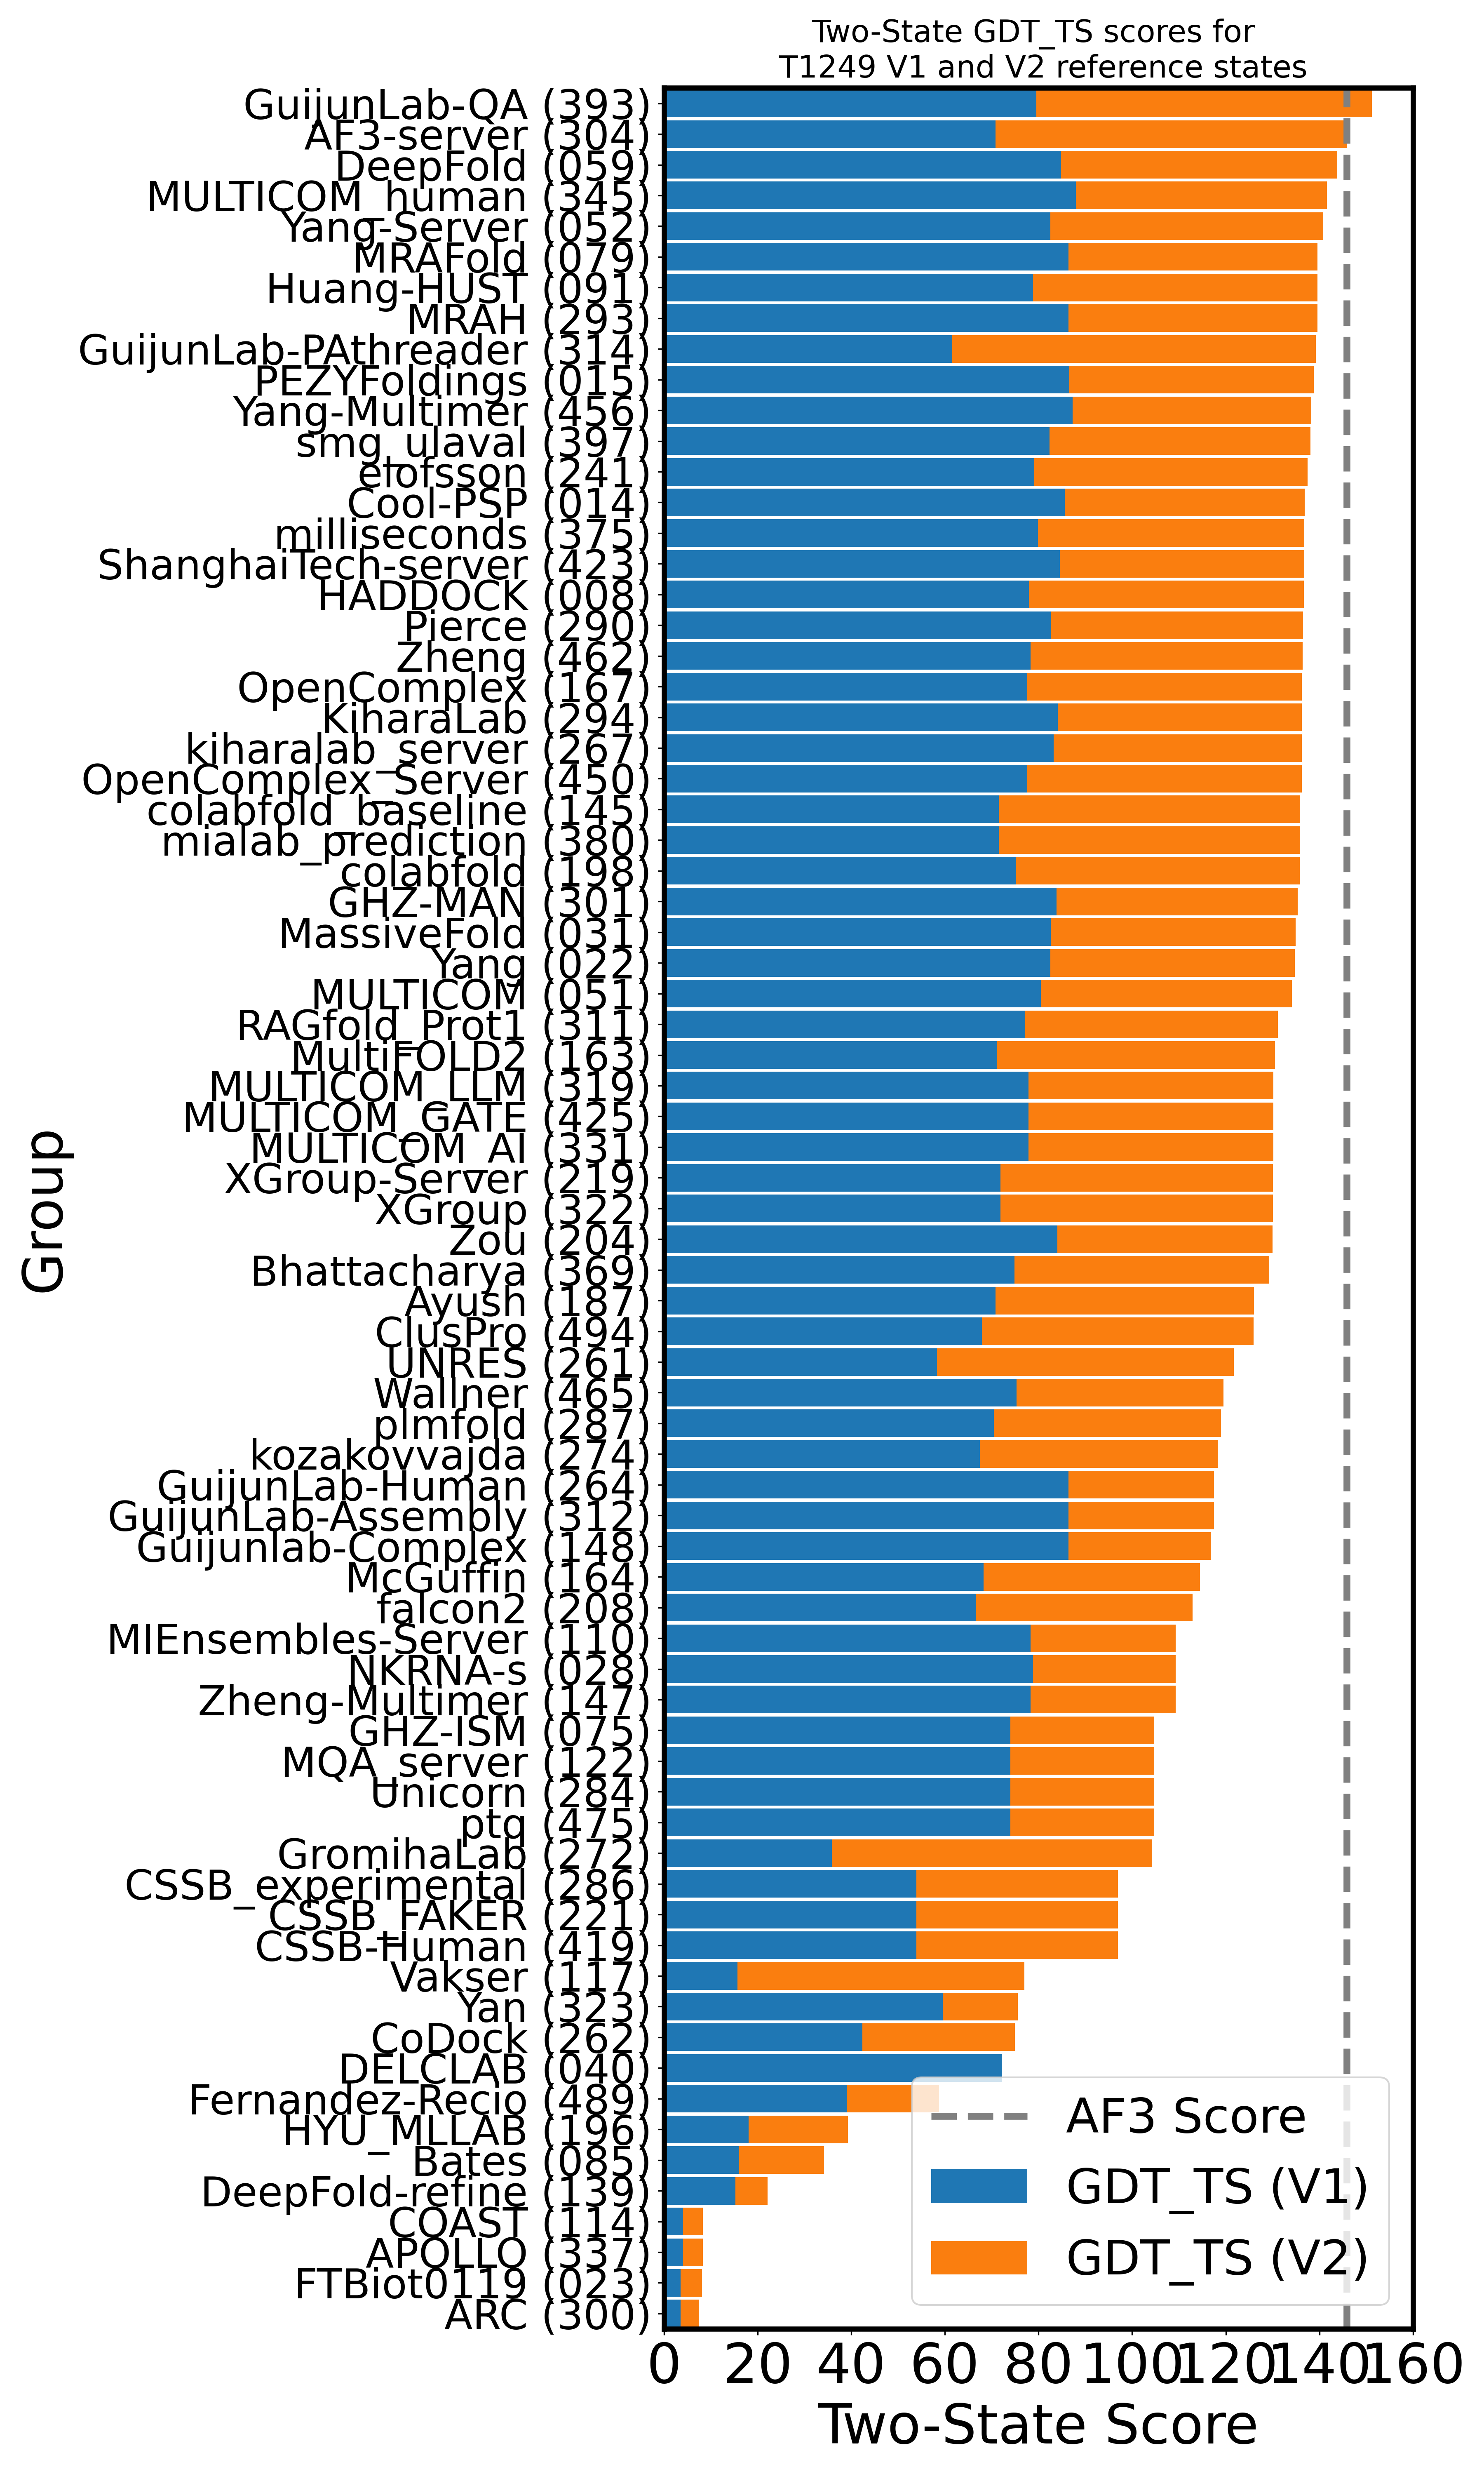 Two-State GDT_TS scores for
T1249 V1 and V2 reference states
GuijunLab-QA (393)
AF3-server (304)
DeepFold (059)
MULTICOM_human (345)
Yang-Server (052)
MRAFold (079)
Huang-HUST (091)
MRAH (293)
GuijunLab-PAthreader (314)
PEZYFoldings (015)
Yang-Multimer (456)
smg_ulaval (397)
elofsson (241)
Cool-PSP (014)
milliseconds (375)
ShanghaiTech-server (423)
HADDOCK (008)
Pierce (290)
Zheng (462)
OpenComplex (167)
KiharaLab (294)
kiharalab_server (267)
OpenComplex_Server (450)
colabfold_baseline (145)
mialab_prediction (380)
colabfold (198)
GHZ-MAN (301)
MassiveFold (031)
Yang (022)
MULTICOM (051)
RAGfold_Prot1 (311)
MultiFOLD2 (163)
MULTICOM_LLM (319)
MULTICOM_GATE (425)
MULTICOM_AI (331)
XGroup-Server (219)
XGroup (322)
Zou (204)
Bhattacharya (369)
Ayush (187)
ClusPro (494)
UNRES (261)
Wallner (465)
plmfold (287)
kozakovvajda (274)
GuijunLab-Human (264)
GuijunLab-Assembly (312)
Guijunlab-Complex (148)
McGuffin (164)
falcon2 (208)
MIEnsembles-Server (110)
NKRNA-s (028)
Zheng-Multimer (147)
GHZ-ISM (075)
MQA_server (122)
Unicorn (284)
ptq (475)
GromihaLab (272)
CSSB_experimental (286)
CSSB_FAKER (221)
CSSB-Human (419)
Vakser (117)
Yan (323)
CoDock (262)
DELCLAB (040)
Fernandez-Recio (489)
HYU_MLLAB (196)
Bates (085)
DeepFold-refine (139)
COAST (114)
APOLLO (337)
FTBiot0119 (023)
ARC (300)
Group
AF3 Score
GDT_TS (V1)
GDT_TS (V2)
0 20 40 60 80 100 120 140 160
Two-State Score